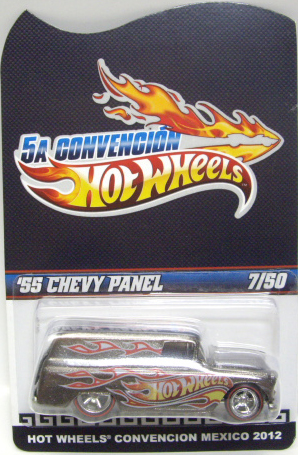 5A CONVENCIÓN
HOT WHEELS
'55 CHEVY PANEL 7/50
HOT WHEELS
HOT WHEELS® CONVENCION MEXICO 2012